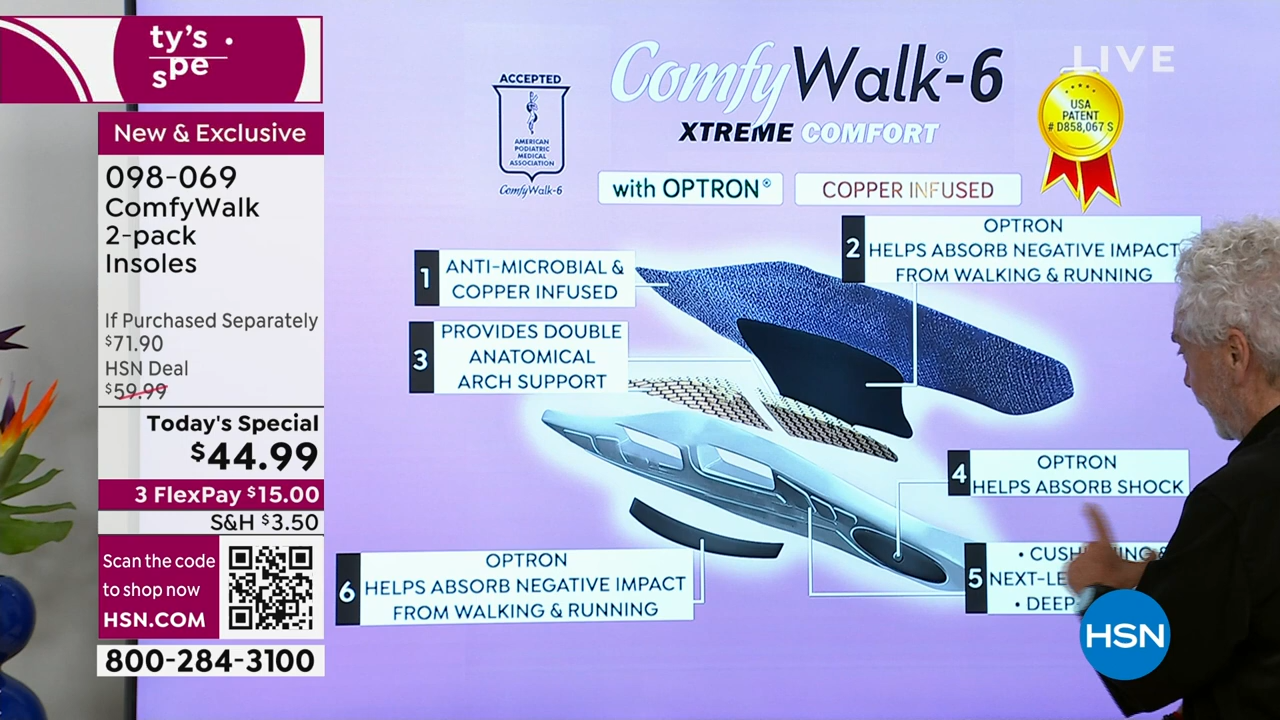 ty's •
spe
New & Exclusive
098-069
ComfyWalk
2-pack
Insoles
If Purchased Separately
$71.90
HSN Deal
$59.99
Today's Special
$44.99
3 FlexPay $15.00
S&H $3.50
Scan the code
to shop now
HSN.COM
800-284-3100
LIVE
ACCEPTED
AMERICAN
PODIATRIC
MEDICAL
ASSOCIATION
ComfyWalk-6
ComfyWalk®-6
XTREME COMFORT
with OPTRON®
COPPER INFUSED
USA
PATENT
# D858,067 S
1
ANTI-MICROBIAL &
COPPER INFUSED
2
OPTRON
HELPS ABSORB NEGATIVE IMPACT
FROM WALKING & RUNNING
3
PROVIDES DOUBLE
ANATOMICAL
ARCH SUPPORT
4
OPTRON
HELPS ABSORB SHOCK
5
• CUSH NING &
NEXT-LE
• DEEP
6
OPTRON
HELPS ABSORB NEGATIVE IMPACT
FROM WALKING & RUNNING
HSN